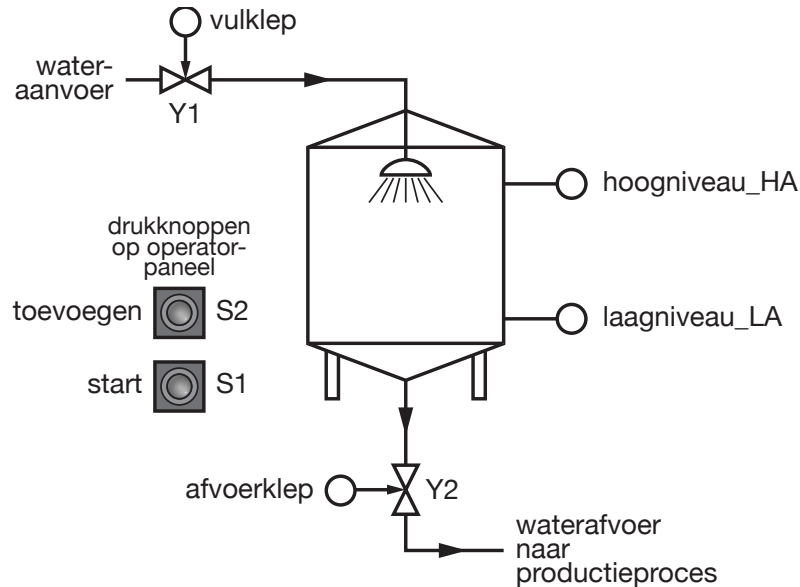 vulklep
water-
aanvoer
Y1
hoogniveau_HA
drukknoppen
op operator-
paneel
toevoegen
S2
laagniveau_LA
start
S1
afvoerklep
Y2
waterafvoer
naar
productieproces